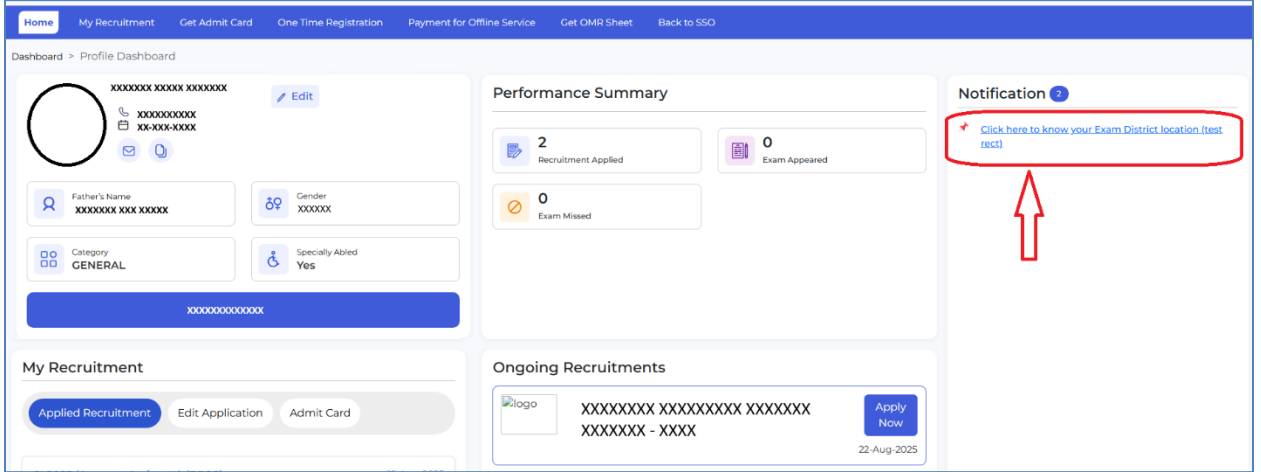 Home My Recruitment Get Admit Card One Time Registration Payment for Offline Service Get OMR Sheet Back to SSO
Dashboard > Profile Dashboard
xxxxxxx xxxxx xxxxxxx
Edit
xxxxxxxxxx
xx-xxx-xxxx
Father's Name
xxxxxxx xxx xxxxx
Gender
xxxxxx
Category
GENERAL
Specially Abled
Yes
xxxxxxxxxxxxx
Performance Summary
2
Recruitment Applied
0
Exam Appeared
0
Exam Missed
Notification 2
Click here to know your Exam District location (test
rect)
My Recruitment
Applied Recruitment Edit Application Admit Card
Ongoing Recruitments
logo
XXXXXXXX XXXXXXXXX XXXXXXX
XXXXXXX - XXXX
Apply
Now
22-Aug-2025